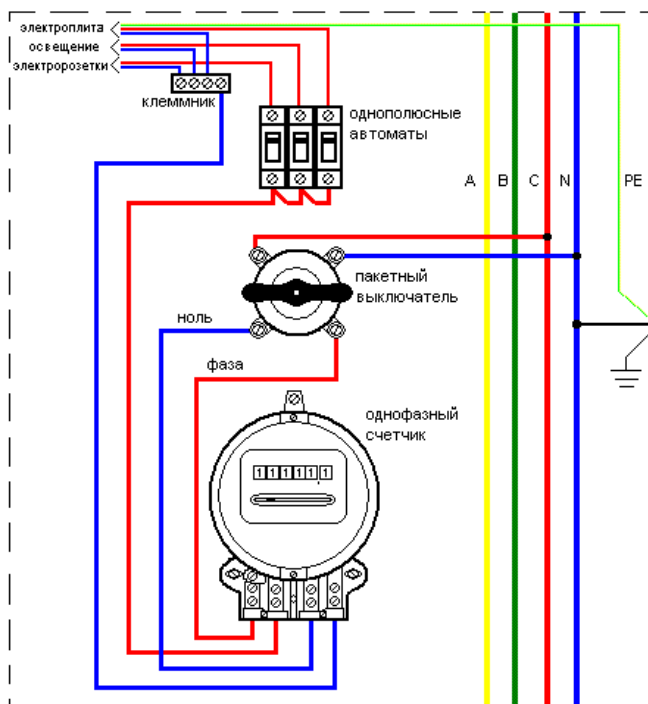 электроплита
освещение
электророзетки
клеммник
однополюсные
автоматы
A B C N PE
пакетный
выключатель
ноль
фаза
однофазный
счетчик
111111